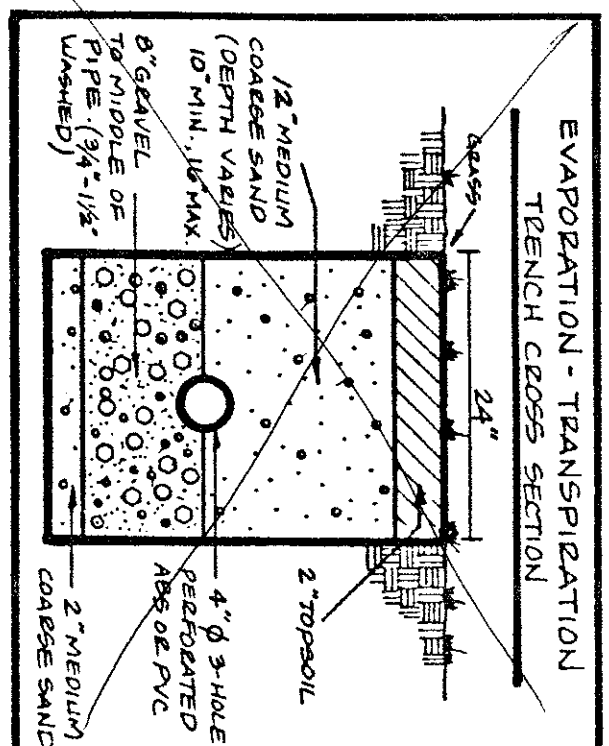 EVAPORATION - TRANSPIRATION
TRENCH CROSS SECTION
GRASS
24"
12" MEDIUM
COARSE SAND
(DEPTH VARIES)
10" MIN., 16" MAX.
8" GRAVEL
TO MIDDLE OF
PIPE. (3/4" - 1 1/2"
WASHED)
2" TOPSOIL
4" Ø 3-HOLE
PERFORATED
ABS OR PVC
2" MEDIUM
COARSE SAND